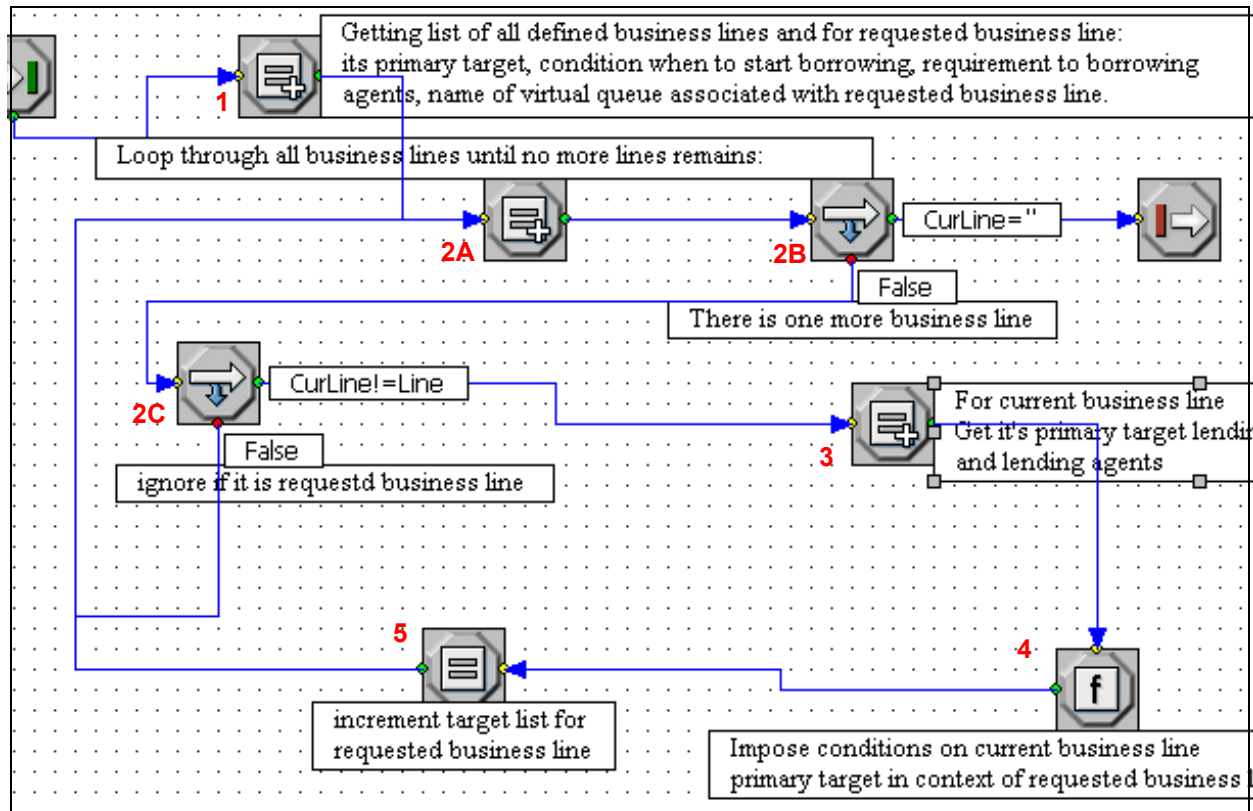 Getting list of all defined business lines and for requested business line:
its primary target, condition when to start borrowing, requirement to borrowing
agents, name of virtual queue associated with requested business line.
1
Loop through all business lines until no more lines remains:
2A
2B
CurLine=''
False
There is one more business line
2C
CurLine!=Line
False
ignore if it is requestd business line
3
For current business line
Get it's primary target
and lending agents
5
increment target list for
requested business line
4
f
Impose conditions on current business line
primary target in context of requested business